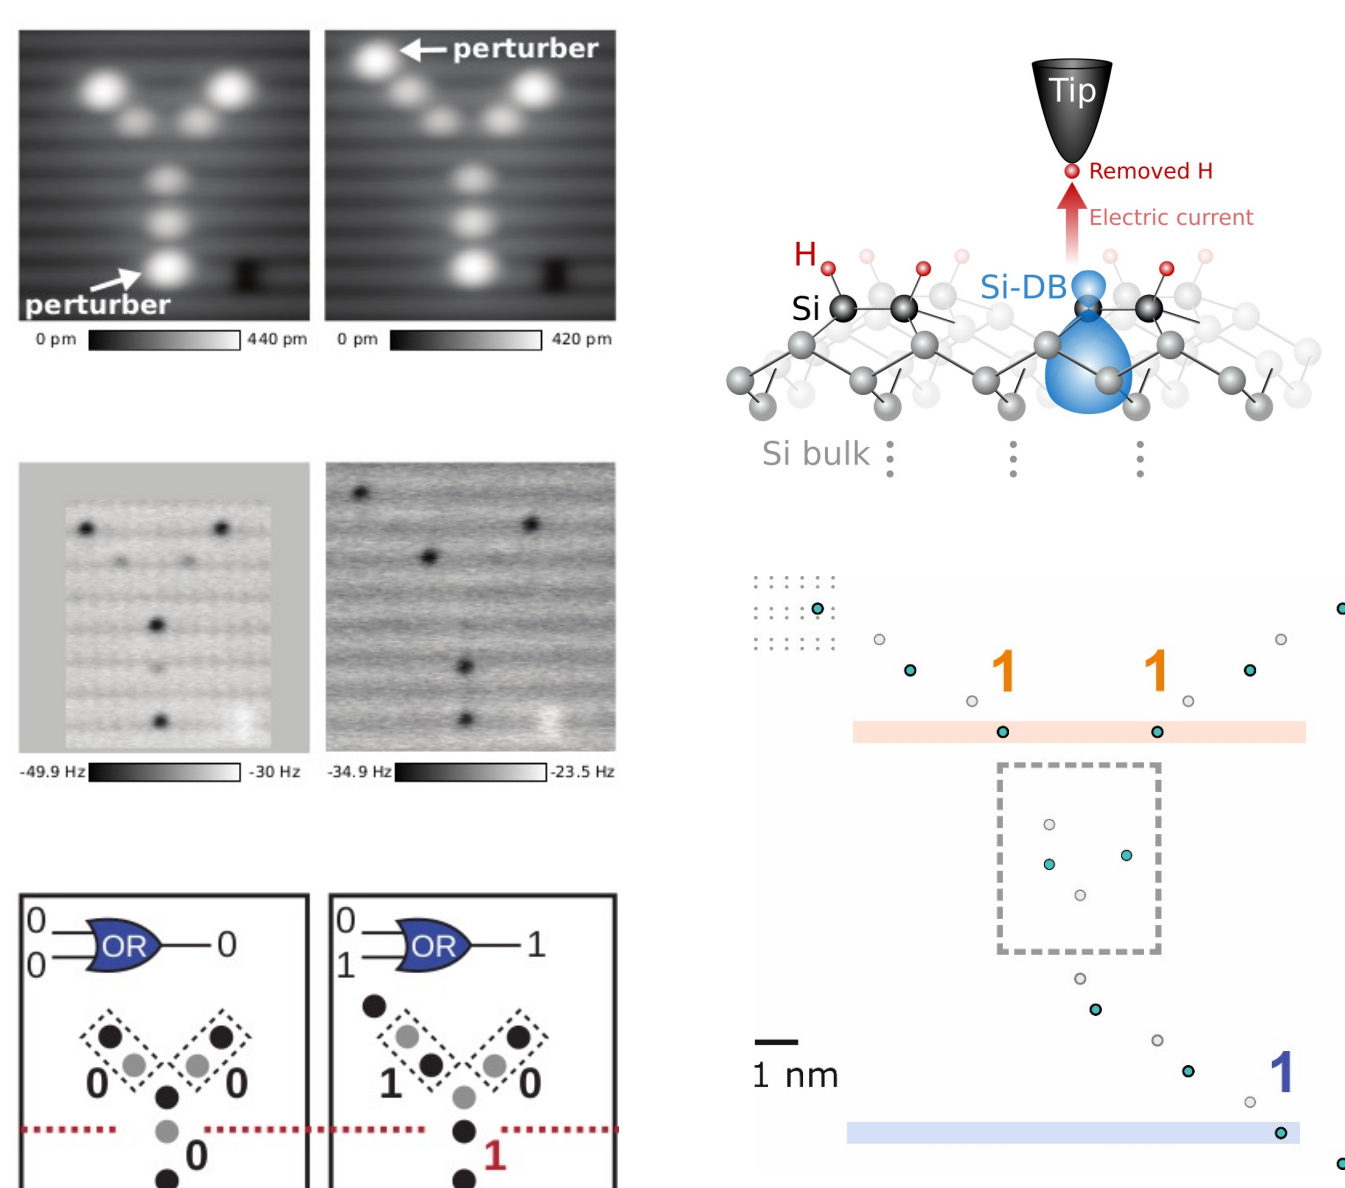 perturber
perturber
0 pm
440 pm
0 pm
420 pm
Tip
Removed H
Electric current
H
Si-DB
Si
Si bulk
-49.9 Hz
-30 Hz
-34.9 Hz
-23.5 Hz
1
1
0
0
OR
0
0
1
OR
1
0
0
1
0
0
1
1 nm
1